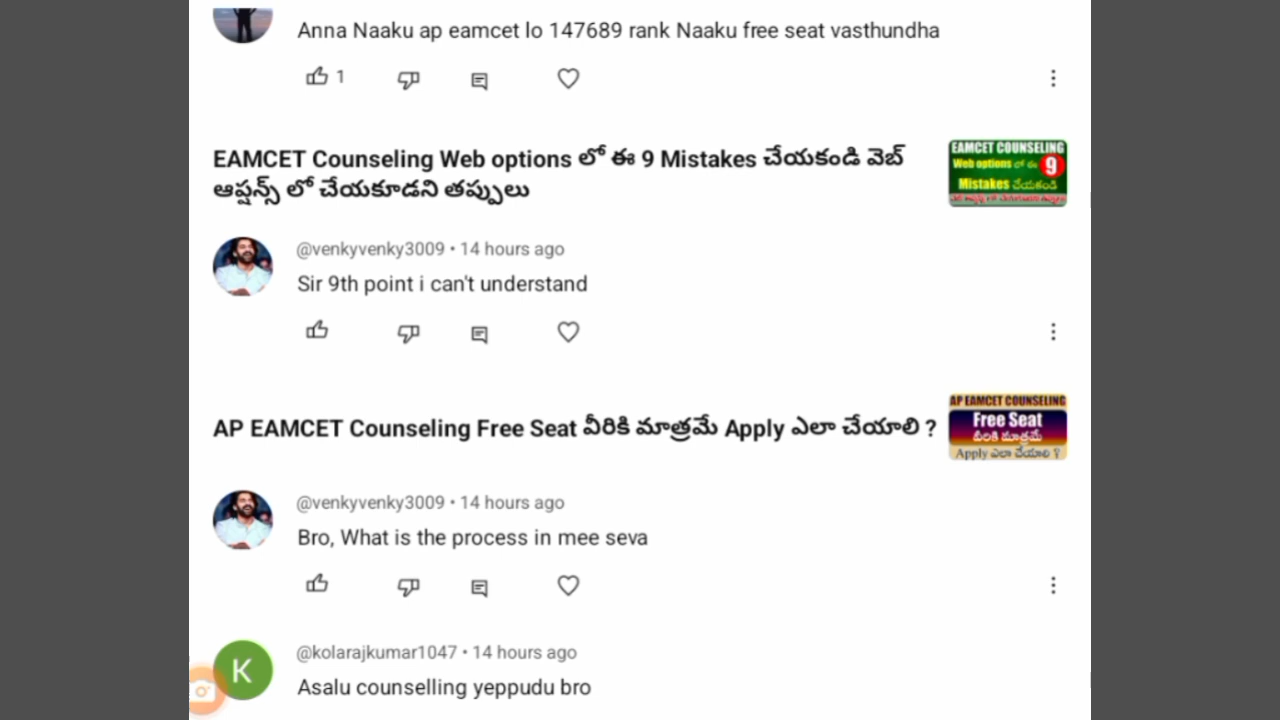 Anna Naaku ap eamcet lo 147689 rank Naaku free seat vasthundha
1
EAMCET Counseling Web options లో ఈ 9 Mistakes చేయకండి వెబ్
ఆప్షన్స్ లో చేయకూడని తప్పులు
EAMCET COUNSELING
Web options లో ఈ 9
Mistakes చేయకండి
@venkyvenky3009 • 14 hours ago
Sir 9th point i can't understand
AP EAMCET Counseling Free Seat వీరికి మాత్రమే Apply ఎలా చేయాలి ?
AP EAMCET COUNSELING
Free Seat
వీరికి మాత్రమే
Apply ఎలా చేయాలి ?
@venkyvenky3009 • 14 hours ago
Bro, What is the process in mee seva
K
@kolarajkumar1047 • 14 hours ago
Asalu counselling yeppudu bro